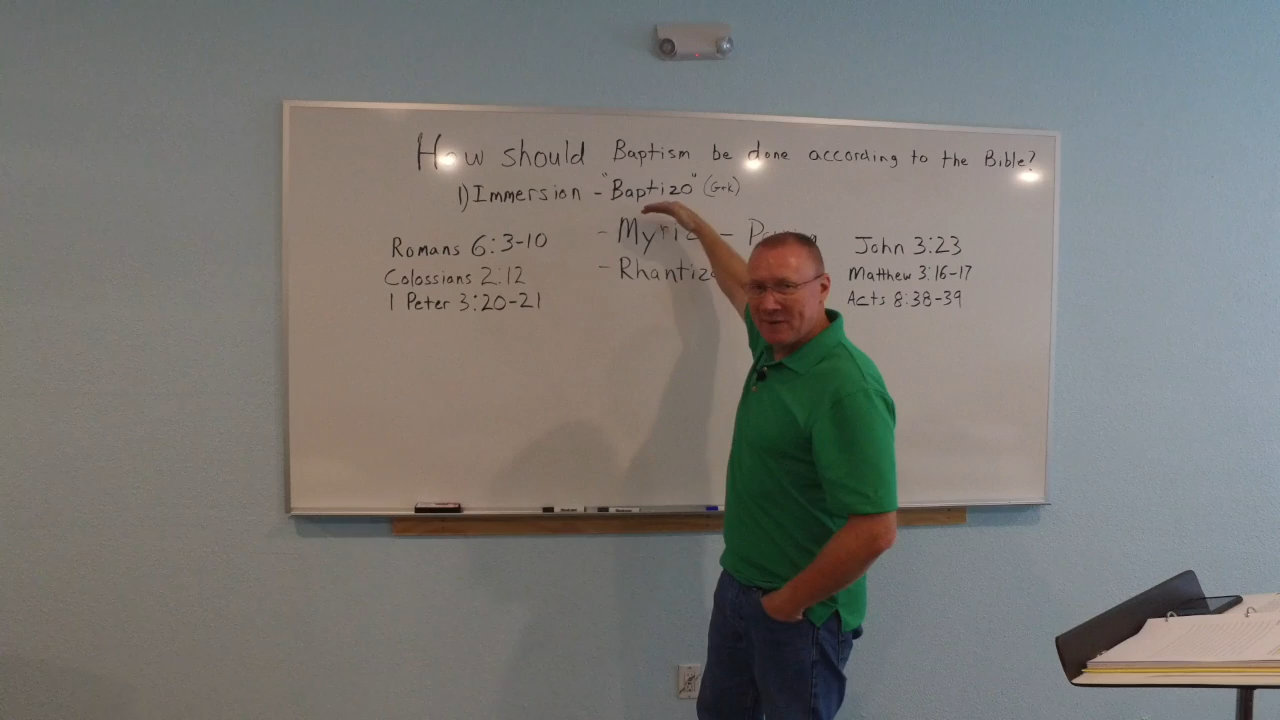 How should Baptism be done according to the Bible?
1) Immersion - "Baptizo" (Grk)
-
- Rhantizo
Romans 6:3-10
Colossians 2:12
1 Peter 3:20-21
John 3:23
Matthew 3:16-17
Acts 8:38-39